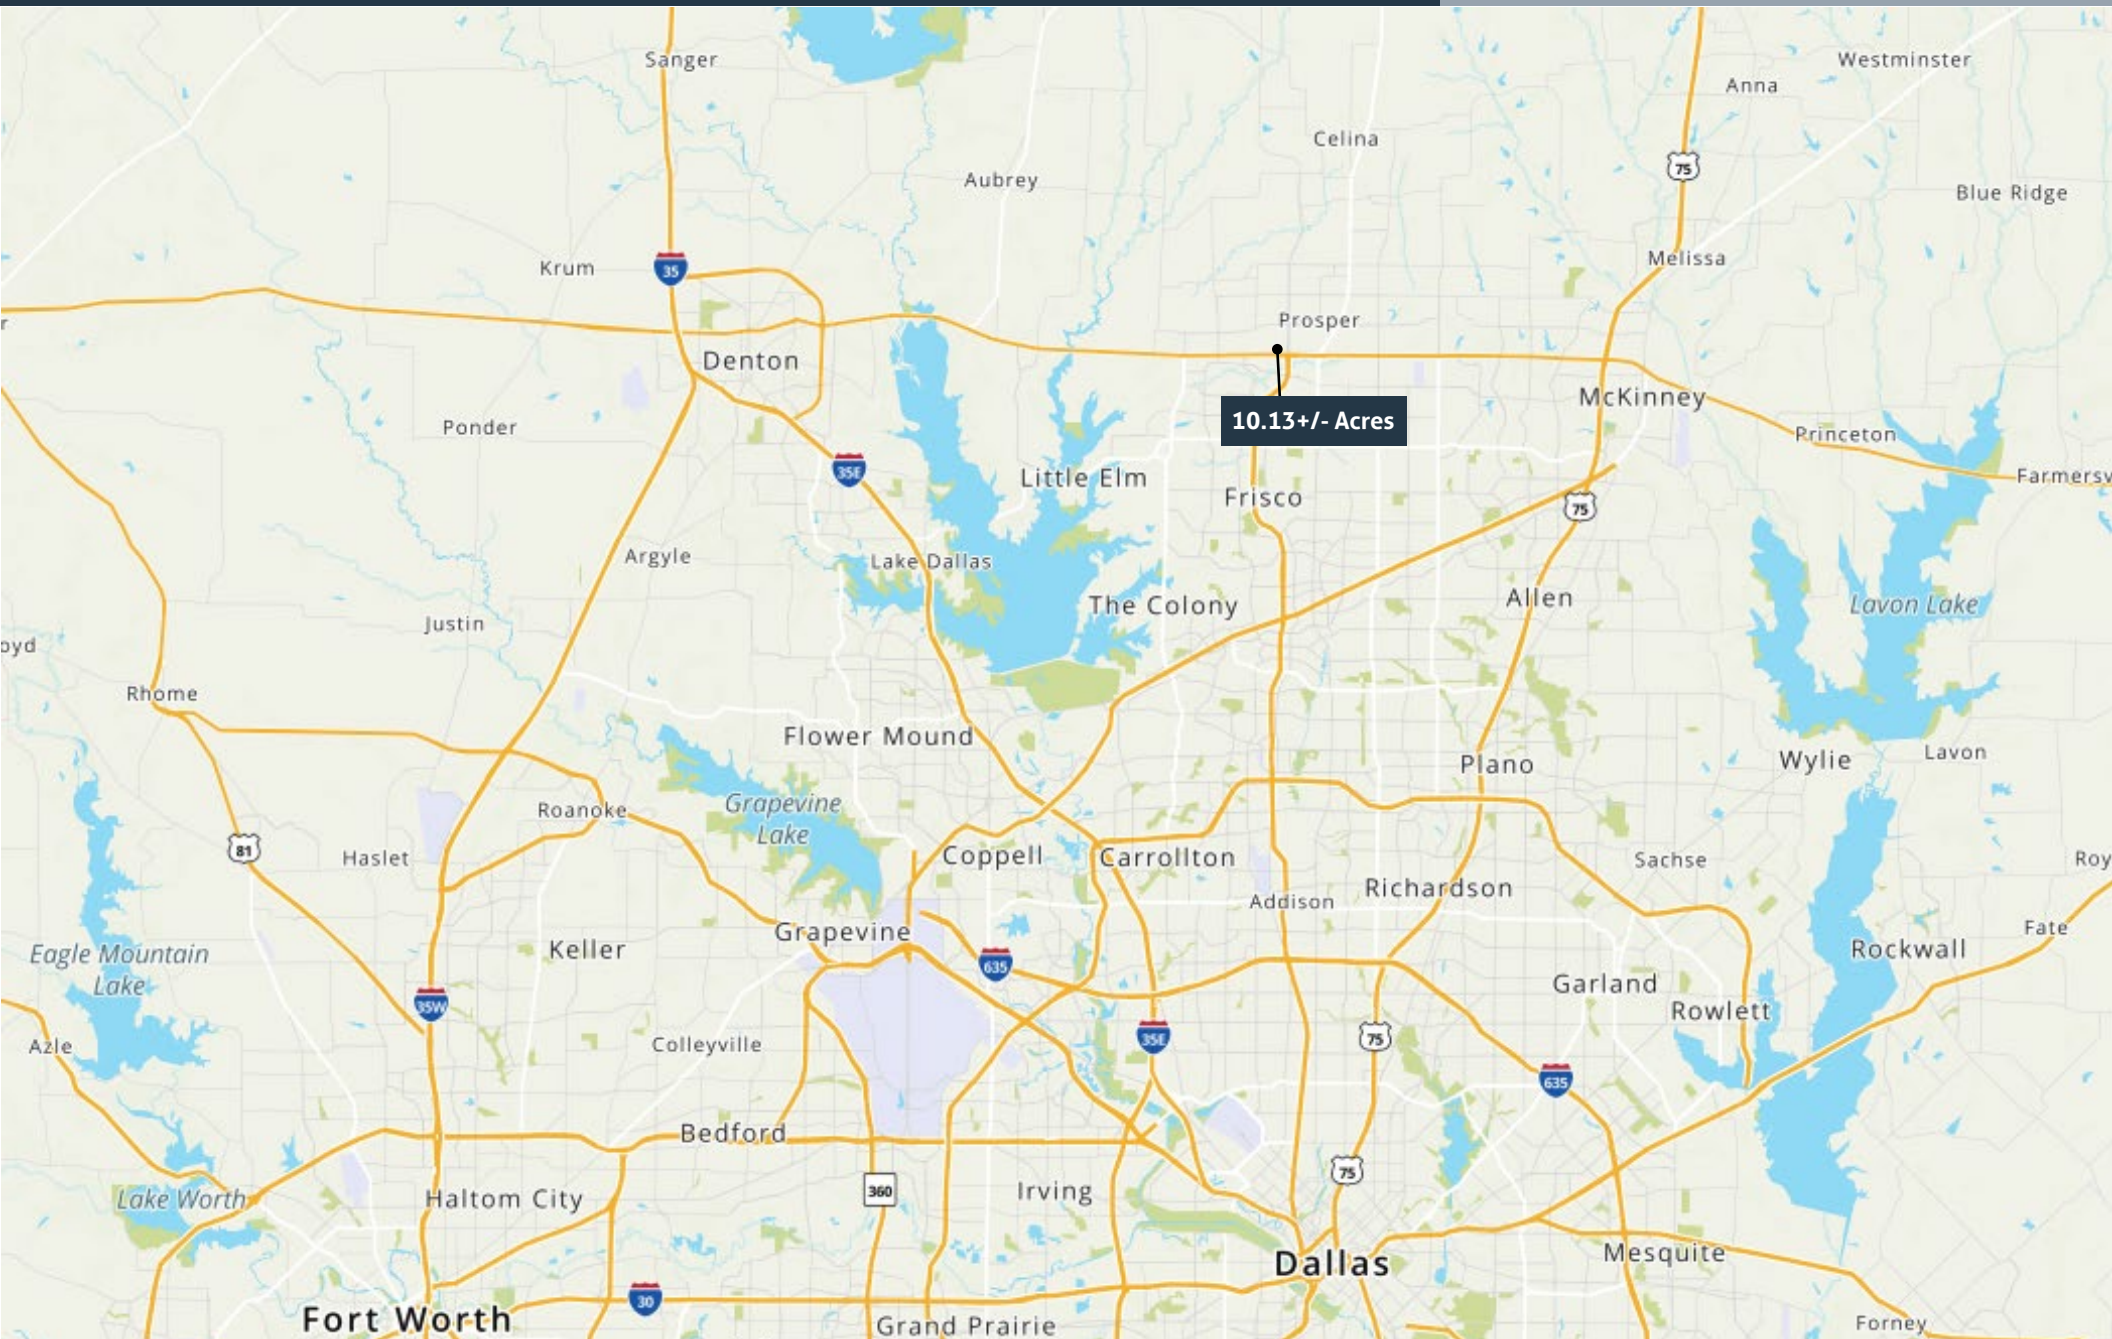 Sanger
Westminster
Anna
Celina
75
Aubrey
Blue Ridge
Krum
35
Melissa
Prosper
r
Denton
McKinney
10.13+/- Acres
Ponder
Princeton
35E
Little Elm
Farmersv
Frisco
75
Argyle
Lake Dallas
The Colony
Allen
Lavon Lake
Justin
oyd
Rhome
Flower Mound
Plano
Wylie
Lavon
Roanoke
Grapevine
Lake
81
Haslet
Coppell
Carrollton
Sachse
Roy
Richardson
Addison
Grapevine
Fate
Keller
Rockwall
Eagle Mountain
Lake
635
Garland
35W
Rowlett
Azle
Colleyville
35E
75
635
Bedford
75
Lake Worth
Haltom City
360
Irving
Dallas
Mesquite
30
Fort Worth
Grand Prairie
Forney